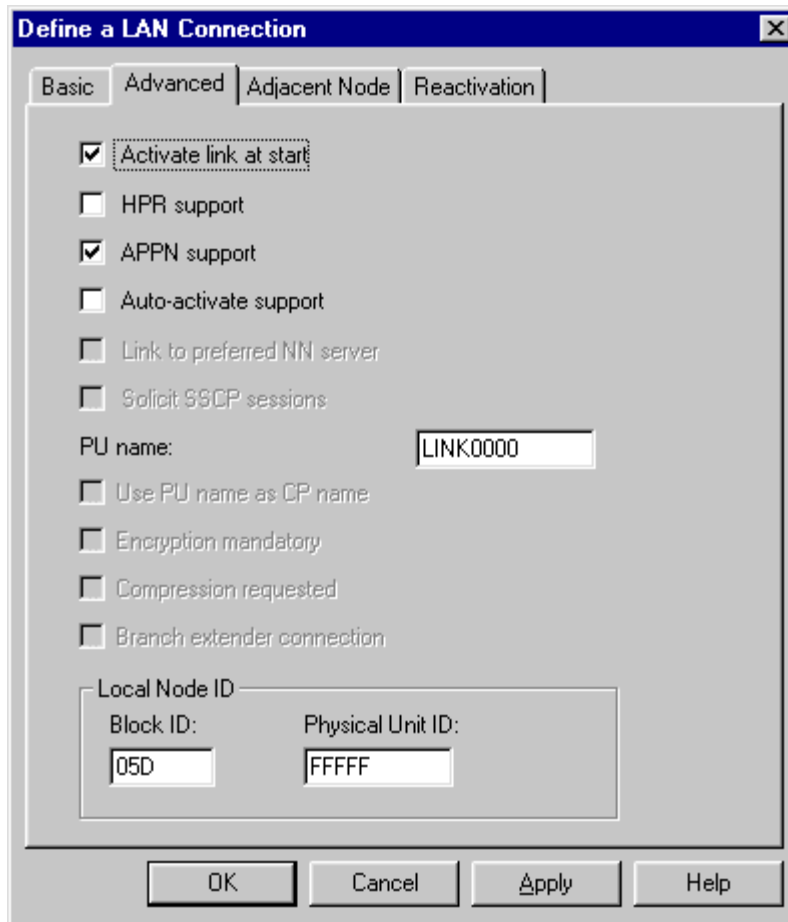 Define a LAN Connection
Basic Advanced Adjacent Node Reactivation
Activate link at start
HPR support
APPN support
Auto-activate support
Link to preferred NN server
Solicit SSCP sessions
PU name: LINK0000
Use PU name as CP name
Encryption mandatory
Compression requested
Branch extender connection
Local Node ID
Block ID: Physical Unit ID:
05D FFFFF
OK Cancel Apply Help